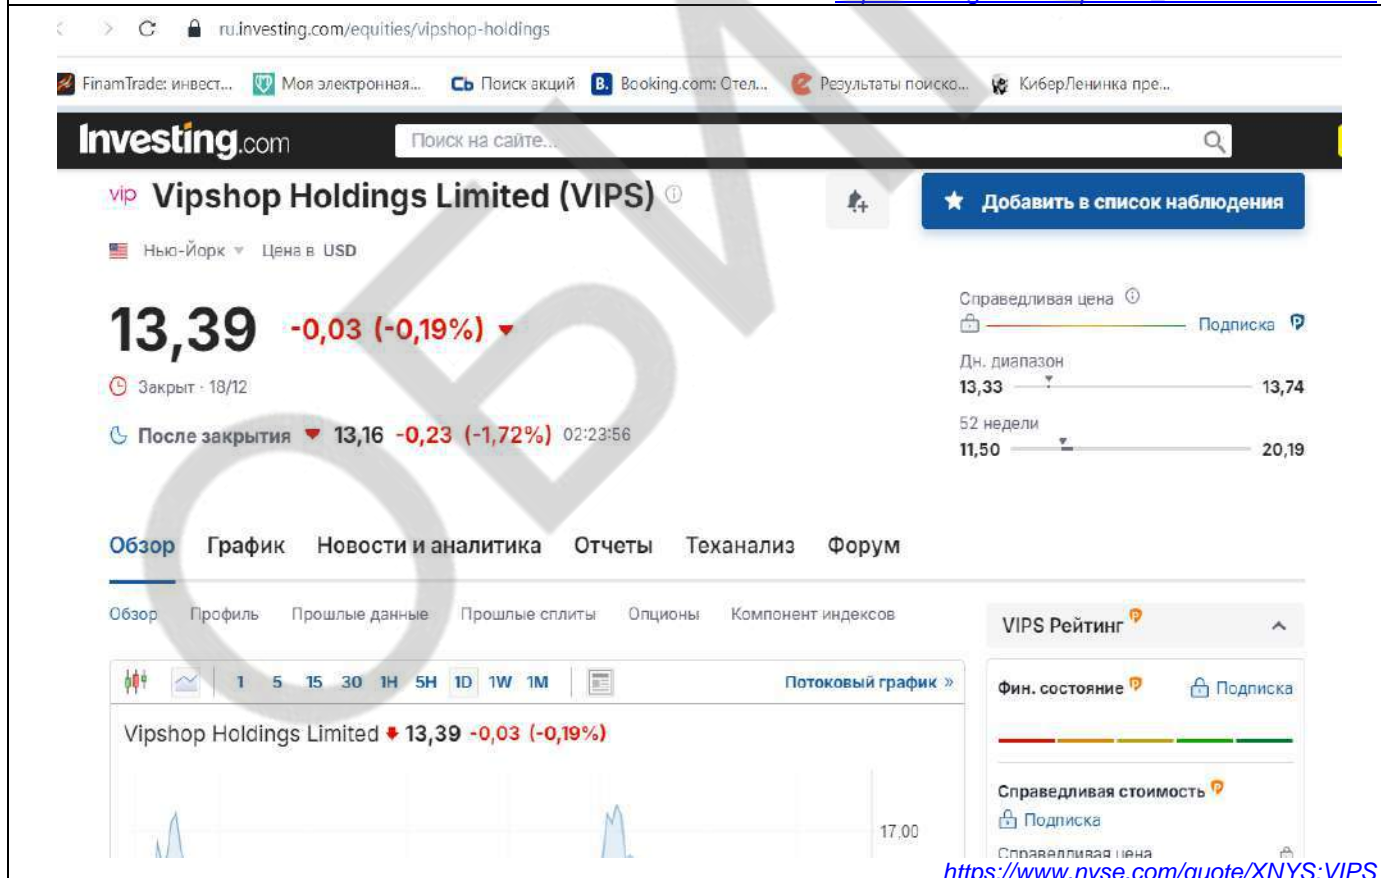 ru.investing.com/equities/vipshop-holdings
FinamTrade: инвест... Моя электронная... Сь Поиск акций B. Booking.com: Отел... Результаты поиско... КиберЛенинка пре...
Investing.com Поиск на сайте...
vip Vipshop Holdings Limited (VIPS)
Добавить в список наблюдения
Нью-Йорк Цена в USD
13,39 -0,03 (-0,19%)
Справедливая цена
Подписка
Закрыт · 18/12
Дн. диапазон
13,33 13,74
После закрытия 13,16 -0,23 (-1,72%) 02:23:56
52 недели
11,50 20,19
Обзор График Новости и аналитика Отчеты Теханализ Форум
Обзор Профиль Прошлые данные Прошлые сплиты Опционы Компонент индексов
VIPS Рейтинг
1 5 15 30 1H 5H 1D 1W 1M Потоковый график »
Фин. состояние Подписка
Vipshop Holdings Limited 13,39 -0,03 (-0,19%)
Справедливая стоимость
Подписка
17,00
Справедливая цена
https://www.nyse.com/quote/XNYS:VIPS
ОБИ